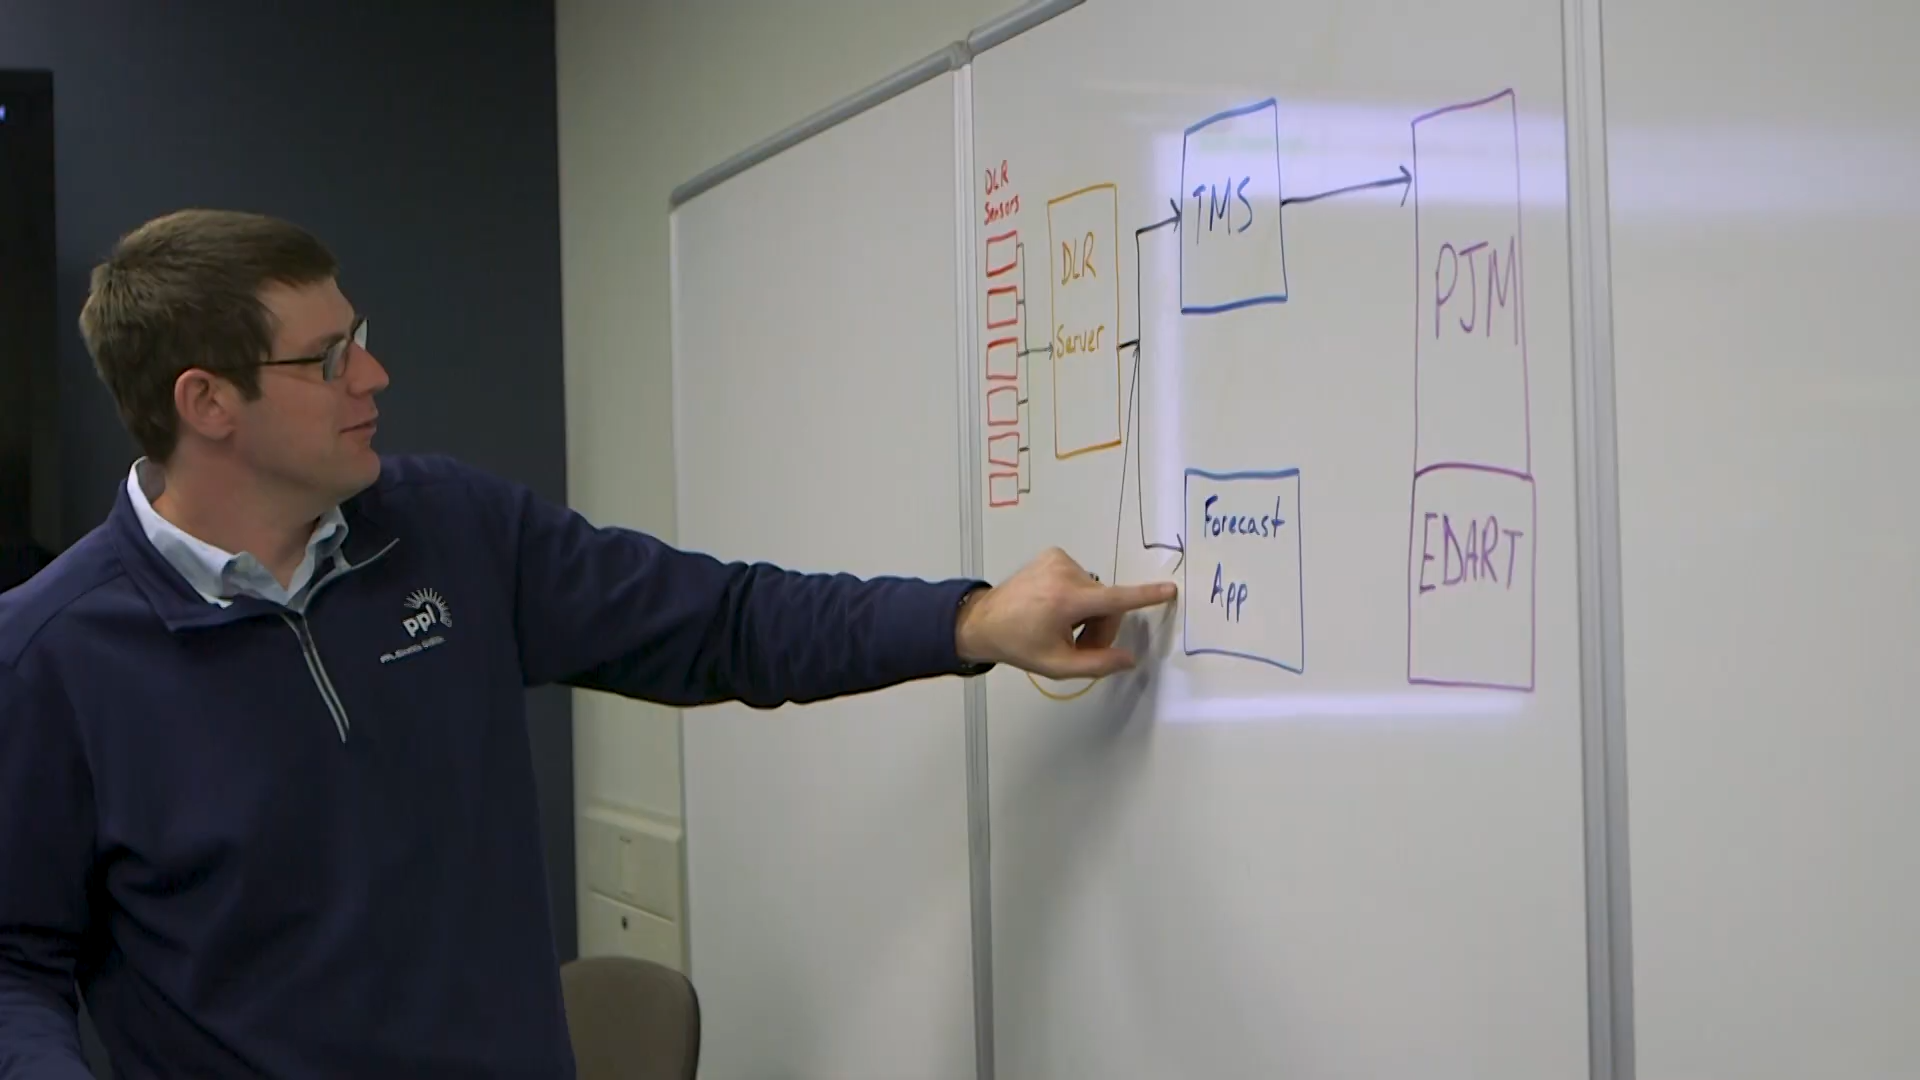 DLR
Sensors
DLR
Server
TMS
PJM
Forecast
App
EDART
ppl